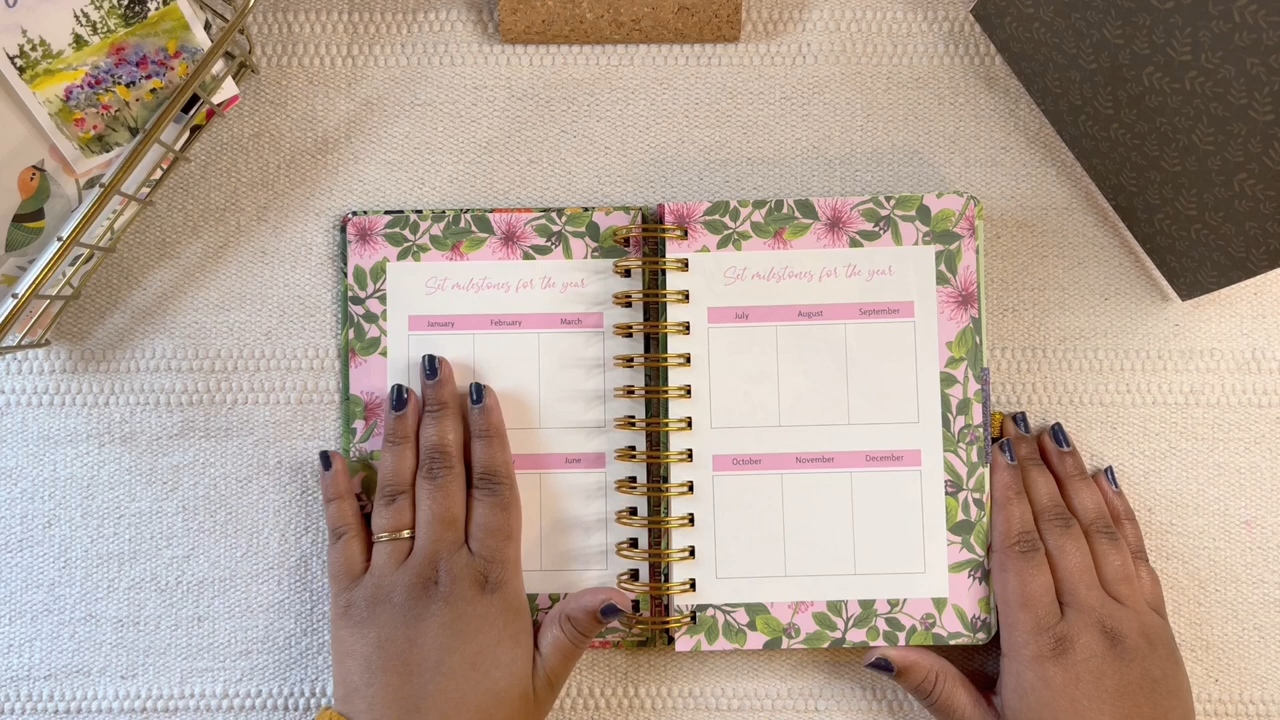 Set milestones for the year
January February March
June
Set milestones for the year
July August September
October November December